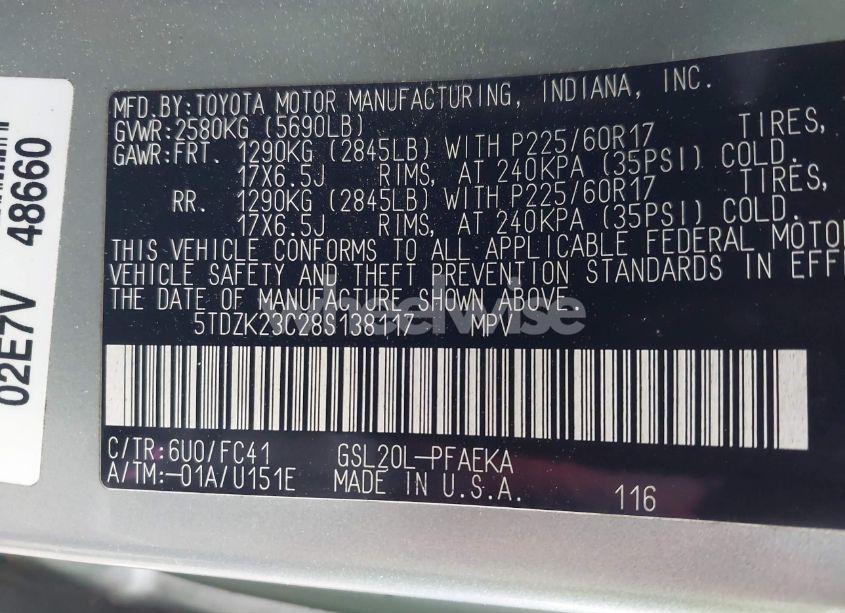 MFD.BY:TOYOTA MOTOR MANUFACTURING, INDIANA, INC.
GVWR:2580KG (5690LB)
GAWR:FRT. 1290KG (2845LB) WITH P225/60R17 TIRES,
17X6.5J RIMS, AT 240KPA (35PSI) COLD.
RR. 1290KG (2845LB) WITH P225/60R17 TIRES,
17X6.5J RIMS, AT 240KPA (35PSI) COLD.
THIS VEHICLE CONFORMS TO ALL APPLICABLE FEDERAL MOTO
VEHICLE SAFETY AND THEFT PREVENTION STANDARDS IN EFF
THE DATE OF MANUFACTURE SHOWN ABOVE.
5TDZK23C28S138117 MPV
C/TR:6U0/FC41 GSL20L-PFAEKA
A/TM:-01A/U151E MADE IN U.S.A.
116
02E7V 48660
wheelwise